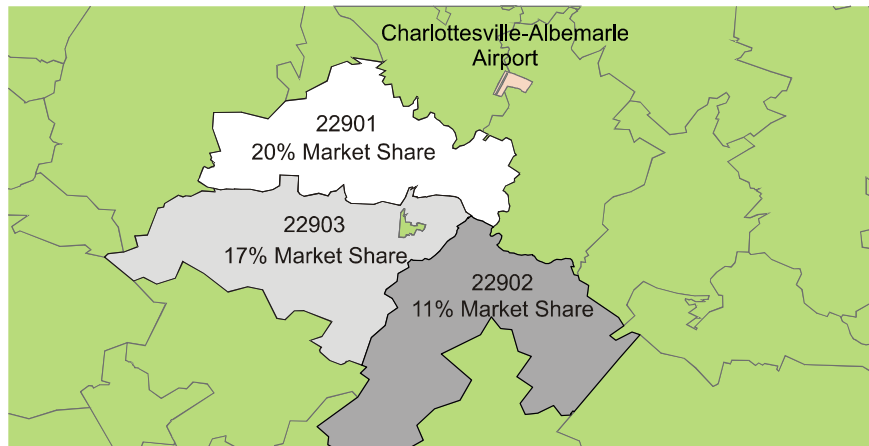 Charlottesville-Albemarle
Airport
22901
20% Market Share
22903
17% Market Share
22902
11% Market Share